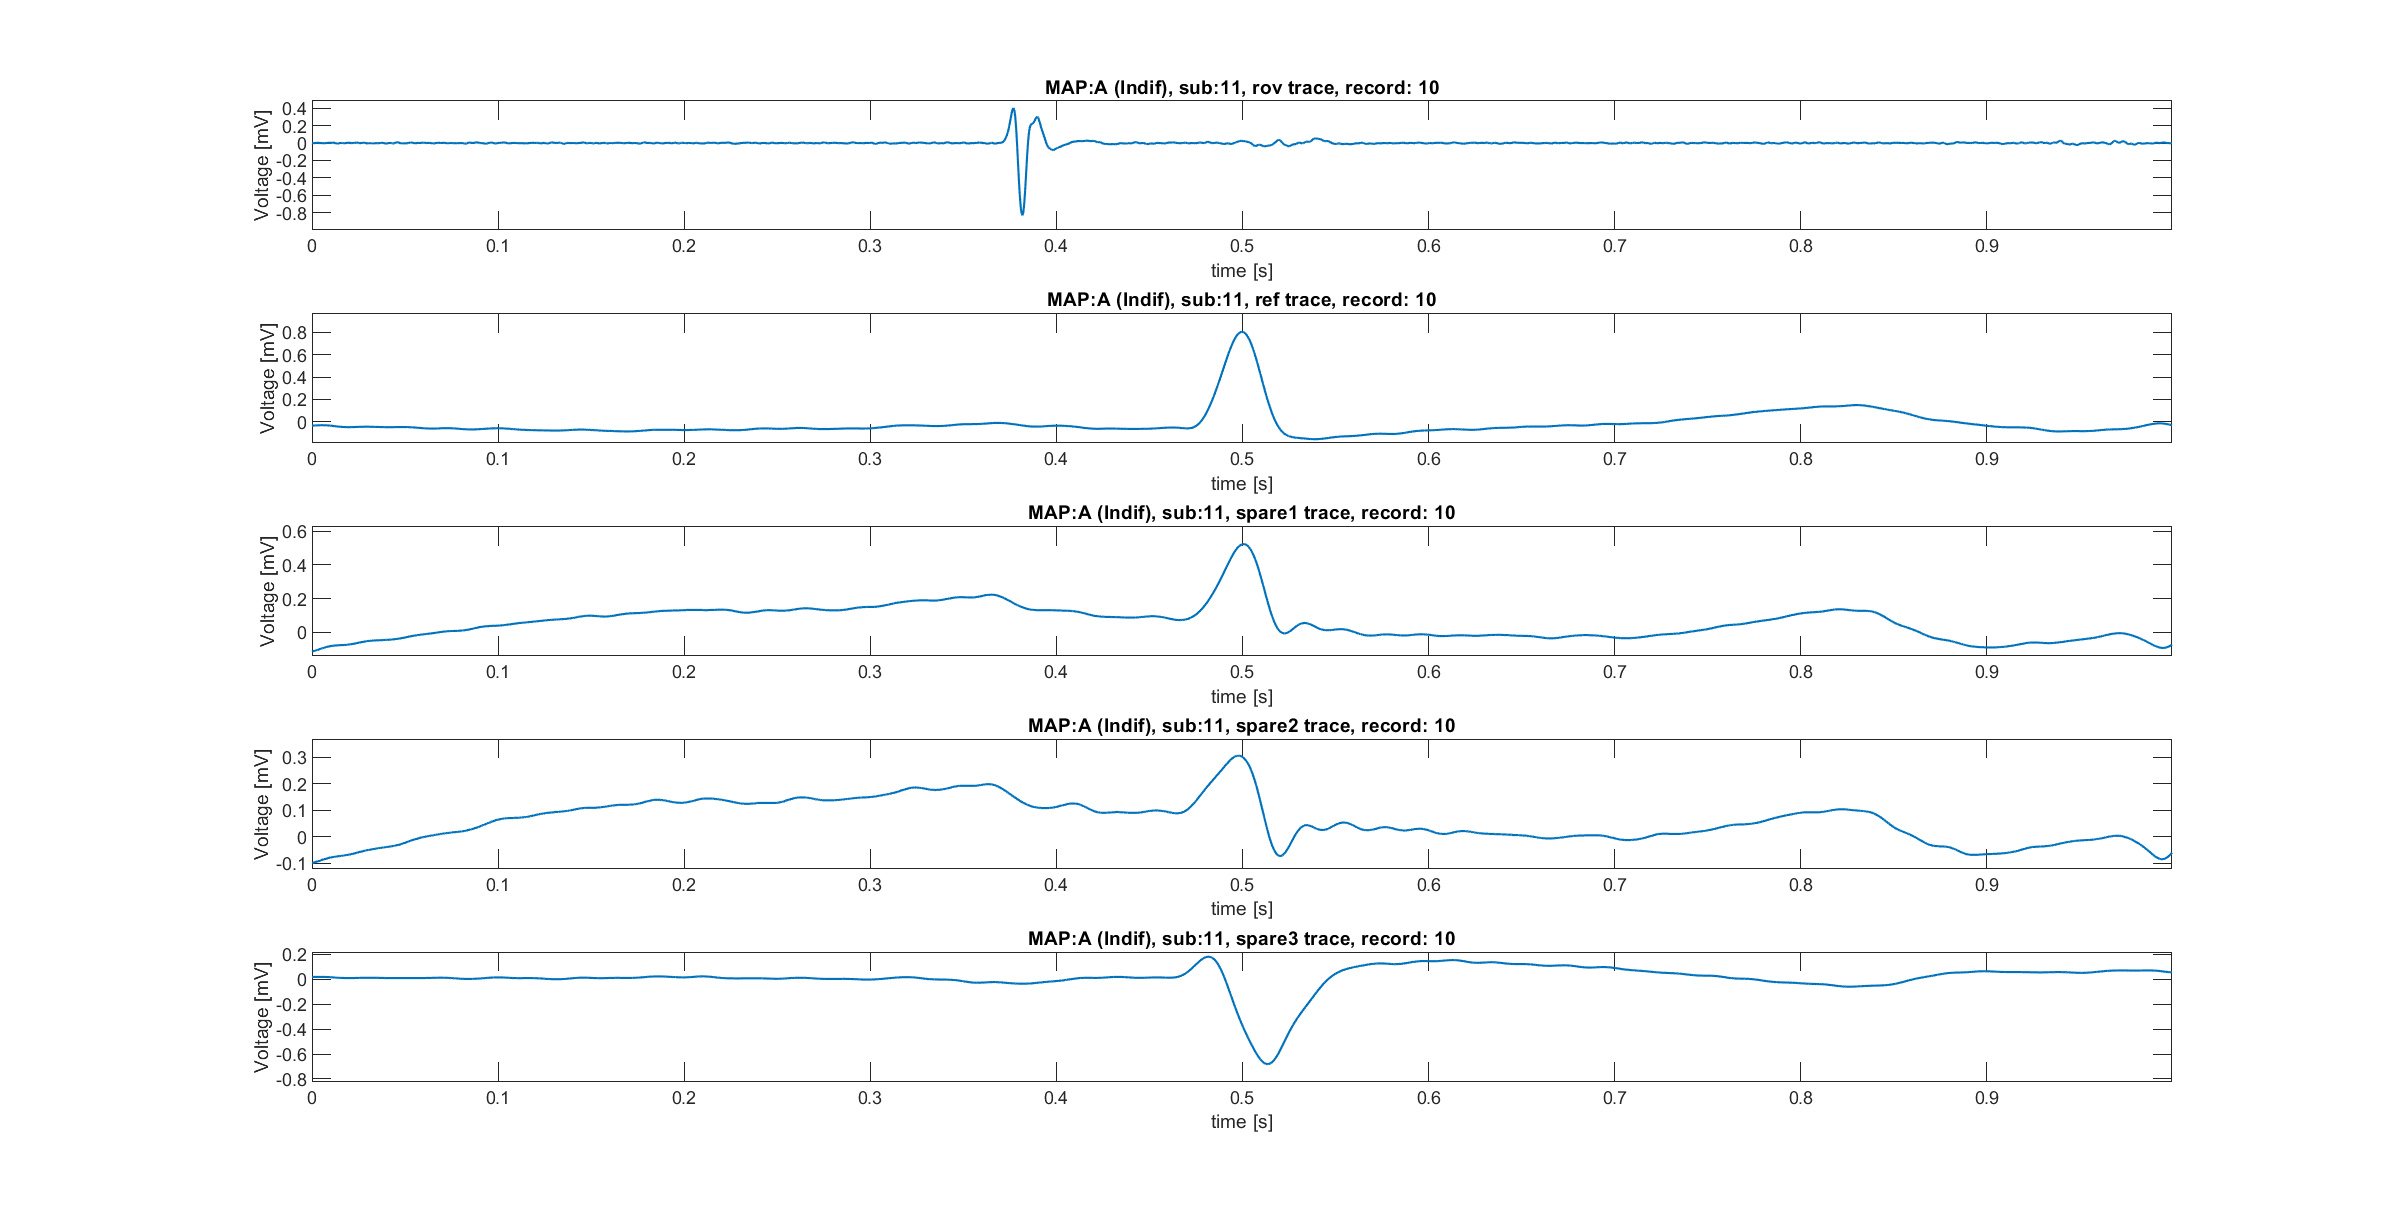 MAP:A (Indif), sub:11, rov trace, record: 10
Voltage [mV]
0.4
0.2
0
-0.2
-0.4
-0.6
-0.8
0 0.1 0.2 0.3 0.4 0.5 0.6 0.7 0.8 0.9
time [s]
MAP:A (Indif), sub:11, ref trace, record: 10
Voltage [mV]
0.8
0.6
0.4
0.2
0
0 0.1 0.2 0.3 0.4 0.5 0.6 0.7 0.8 0.9
time [s]
MAP:A (Indif), sub:11, spare1 trace, record: 10
Voltage [mV]
0.6
0.4
0.2
0
0 0.1 0.2 0.3 0.4 0.5 0.6 0.7 0.8 0.9
time [s]
MAP:A (Indif), sub:11, spare2 trace, record: 10
Voltage [mV]
0.3
0.2
0.1
0
-0.1
0 0.1 0.2 0.3 0.4 0.5 0.6 0.7 0.8 0.9
time [s]
MAP:A (Indif), sub:11, spare3 trace, record: 10
Voltage [mV]
0.2
0
-0.2
-0.4
-0.6
-0.8
0 0.1 0.2 0.3 0.4 0.5 0.6 0.7 0.8 0.9
time [s]